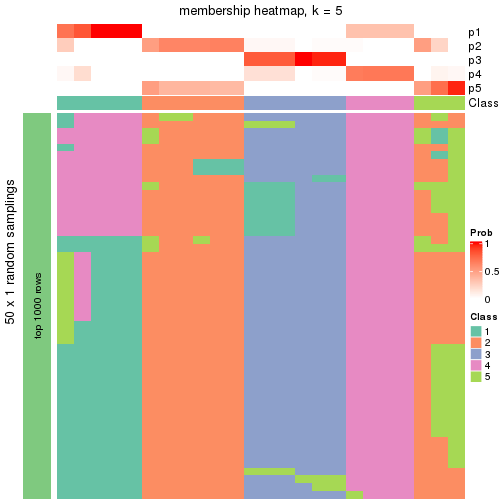 membership heatmap, k = 5
p1
p2
p3
p4
p5
Class
50 x 1 random samplings
top 1000 rows
Prob
1
0.5
0
Class
1
2
3
4
5